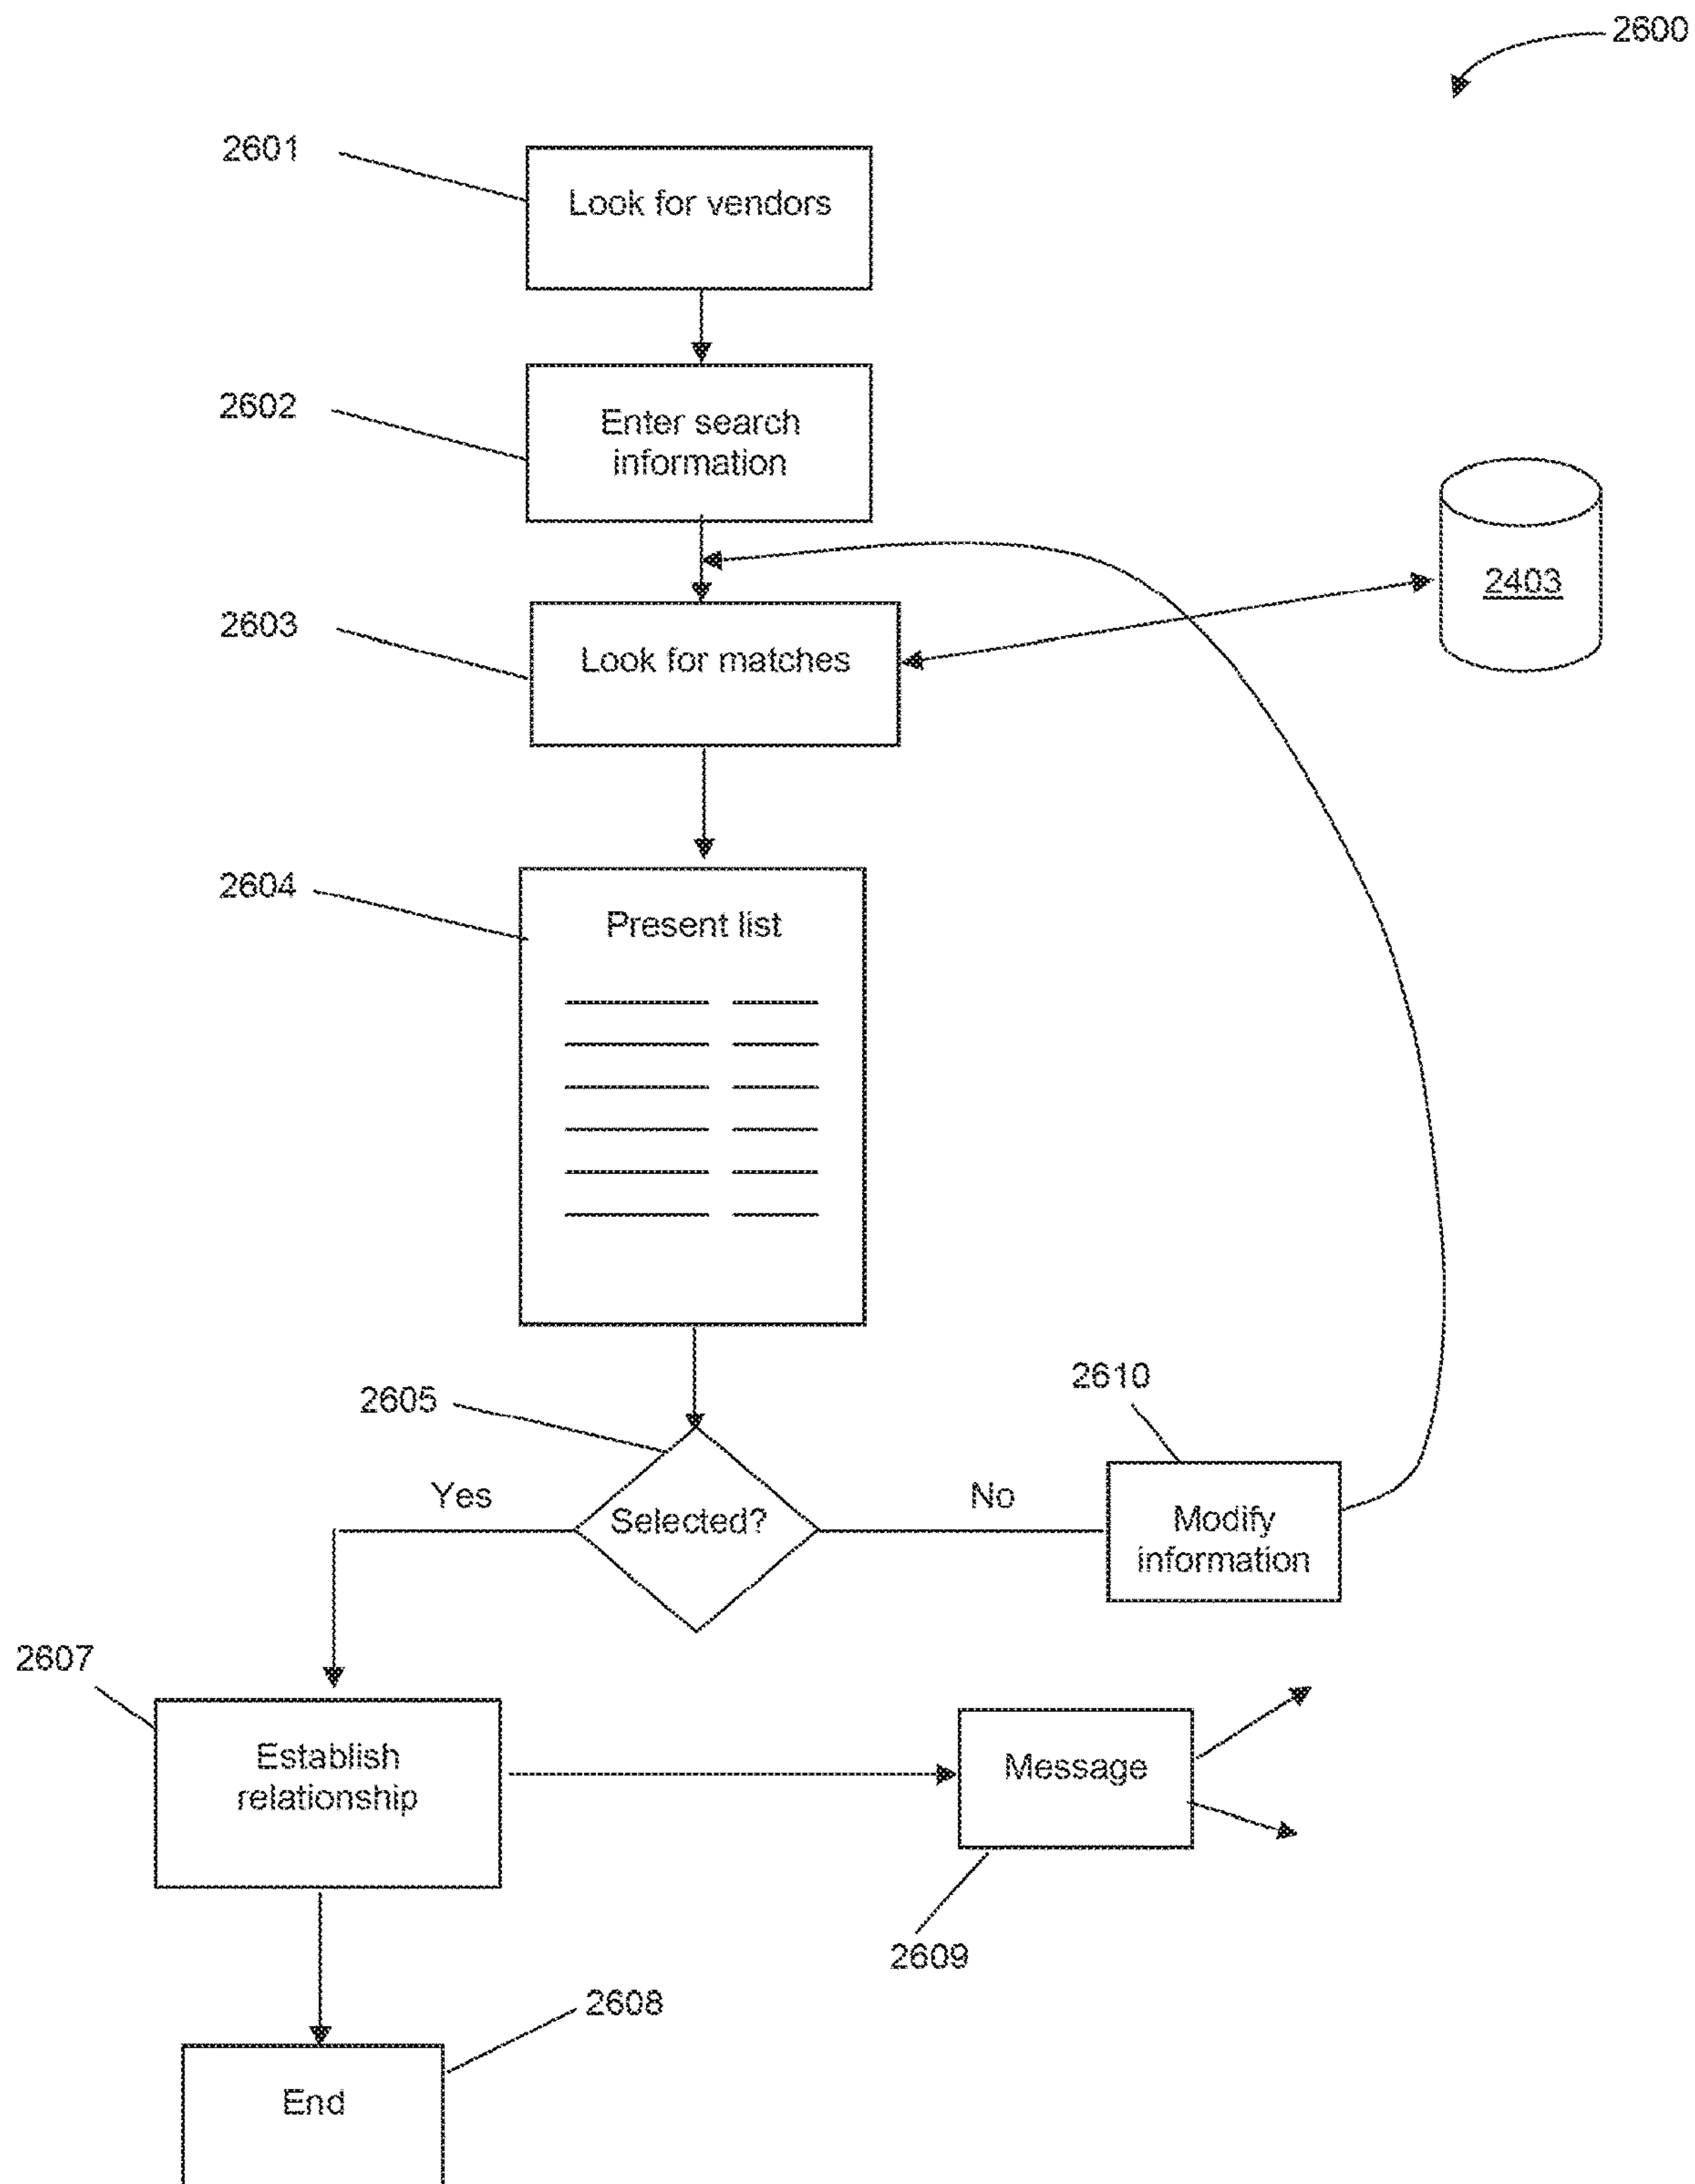 2600
2601
Look for vendors
2602
Enter search
information
2403
2603
Look for matches
2604
Present list
2610
2605
Yes
No
Selected?
Modify
information
2607
Establish
relationship
Message
2609
2608
End